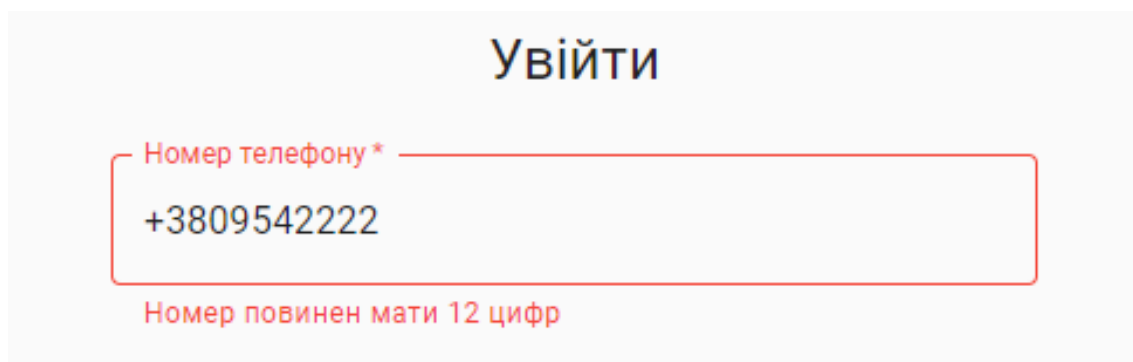 Увійти
Номер телефону *
+3809542222
Номер повинен мати 12 цифр